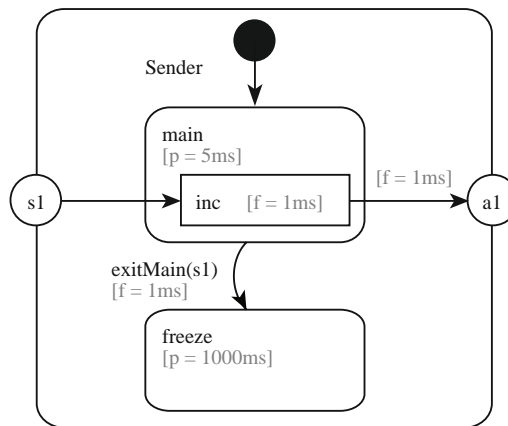 Sender
main
[p = 5ms]
[f = 1ms]
s1
inc [f = 1ms]
a1
exitMain(s1)
[f = 1ms]
freeze
[p = 1000ms]